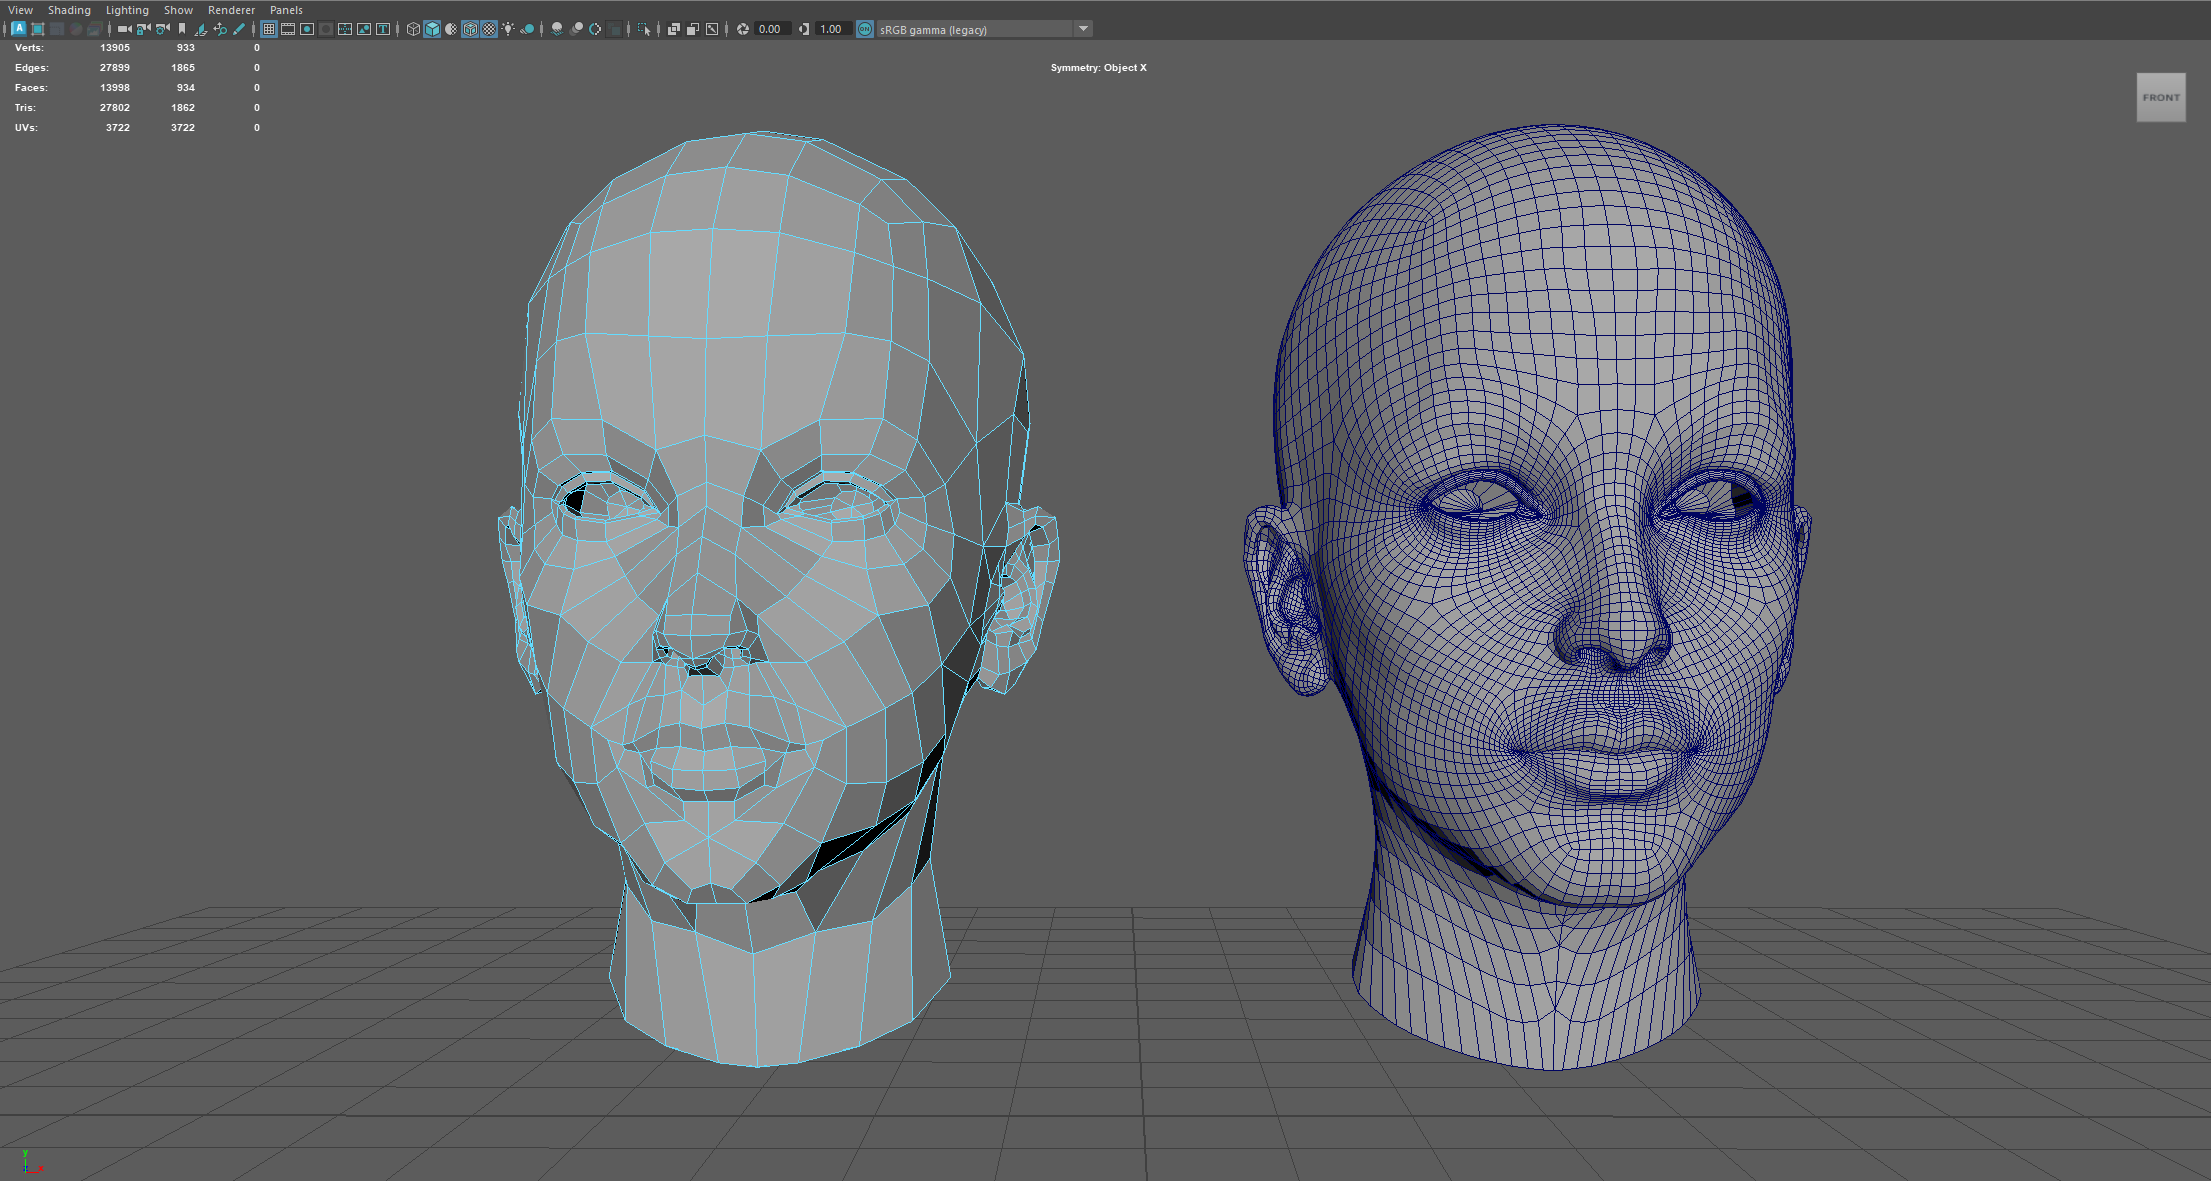 View Shading Lighting Show Renderer Panels
A T 0.00 1.00 ON sRGB gamma (legacy)
Verts: 13905 933 0
Edges: 27899 1865 0
Symmetry: Object X
Faces: 13998 934 0
FRONT
Tris: 27802 1862 0
UVs: 3722 3722 0
y
z x